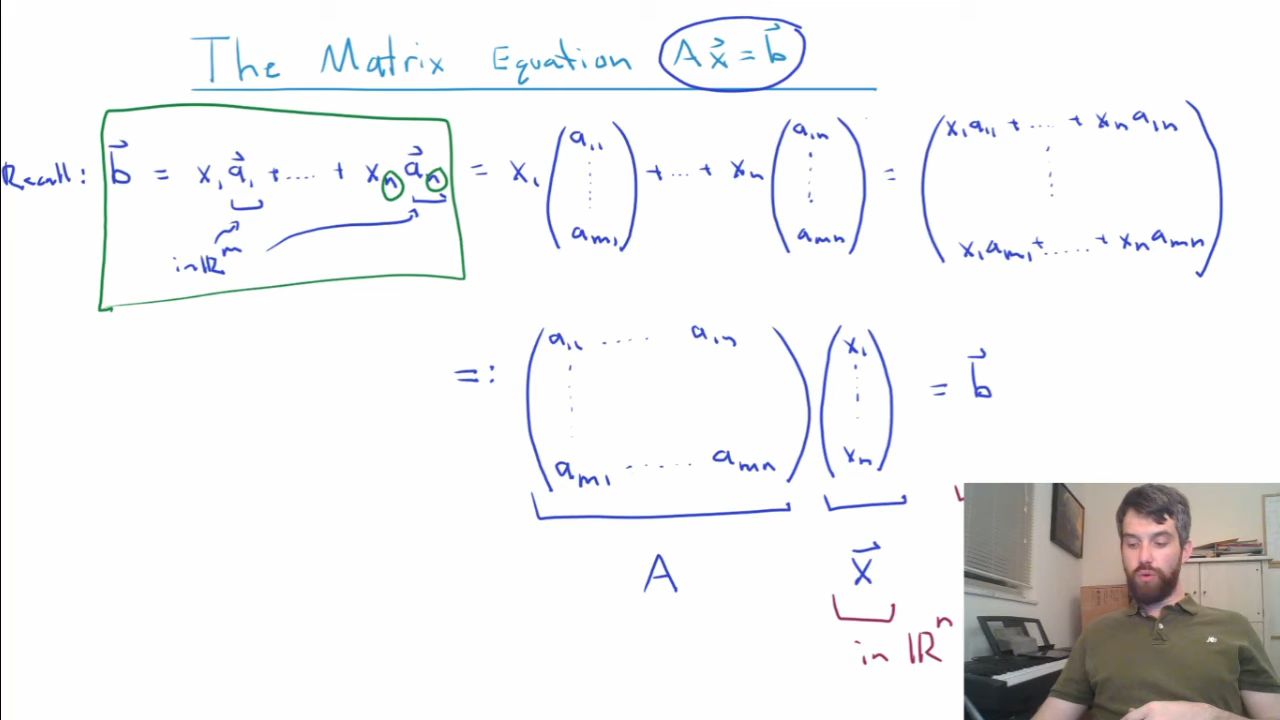 The Matrix Equation Ax⃗ = b⃗
Recall: b⃗ = x₁a⃗₁ + .... + xₙa⃗ₙ = x₁ (a₁₁ ⋮ aₘ₁) + ... + xₙ (a₁ₙ ⋮ aₘₙ) = (x₁a₁₁ + .... + xₙa₁ₙ ⋮ x₁aₘ₁ + ...... + xₙaₘₙ)
in ℝᵐ
=: (a₁₁ ..... a₁ₙ ⋮ aₘ₁ ...... aₘₙ) (x₁ ⋮ xₙ) = b⃗
A x⃗
in ℝⁿ